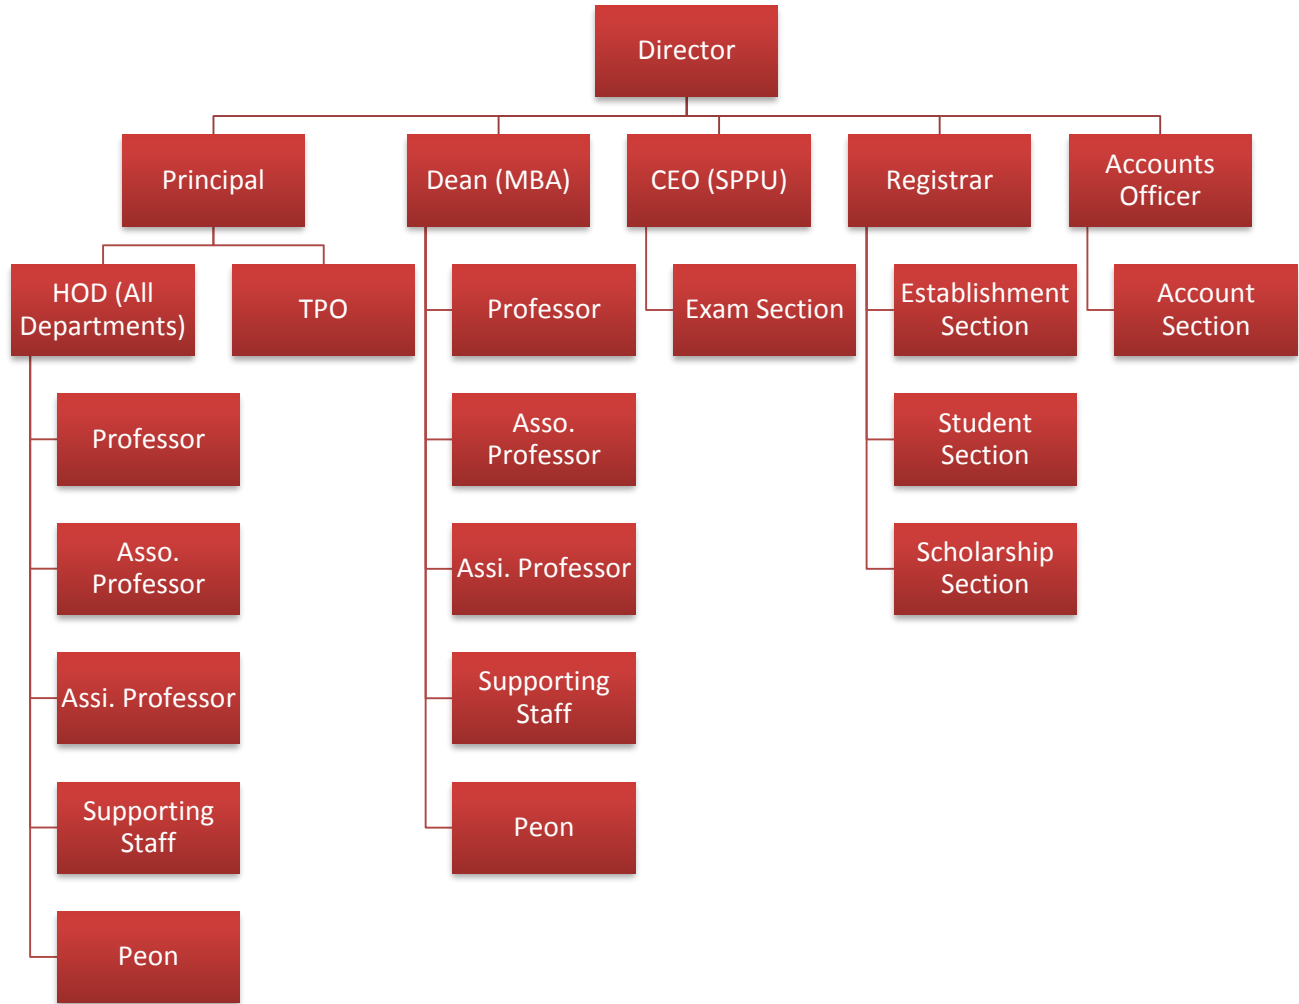 Director
Principal
Dean (MBA)
CEO (SPPU)
Registrar
Accounts
Officer
HOD (All
Departments)
TPO
Professor
Exam Section
Establishment
Section
Account
Section
Professor
Asso.
Professor
Student
Section
Asso.
Professor
Assi. Professor
Scholarship
Section
Assi. Professor
Supporting
Staff
Supporting
Staff
Peon
Peon